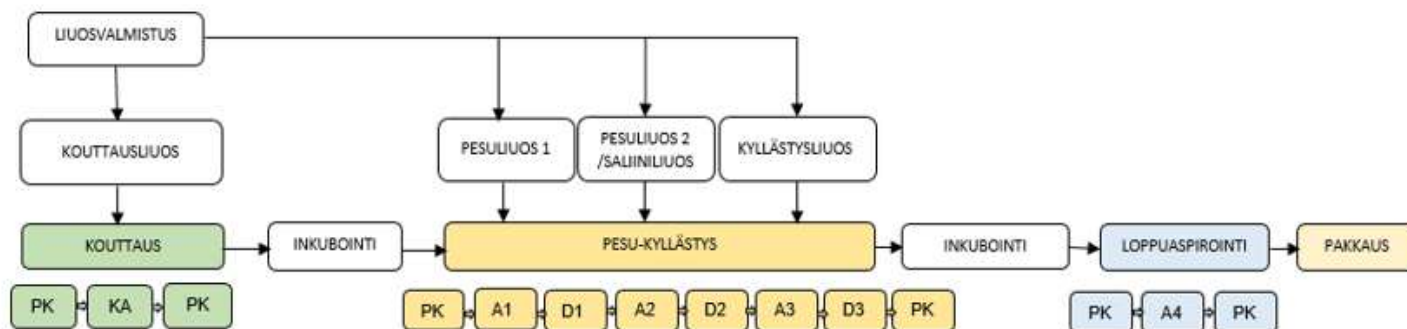 LIUOSVALMISTUS
KOUTTAUSLIUOS
PESULIUOS 1
PESULIUOS 2
/SALIINILIUOS
KYLLÄSTYSLIUOS
KOUTTAUS
INKUBOINTI
PESU-KYLLÄSTYS
INKUBOINTI
LOPPUASPIROINTI
PAKKAUS
PK
KA
PK
PK
A1
D1
A2
D2
A3
D3
PK
PK
A4
PK